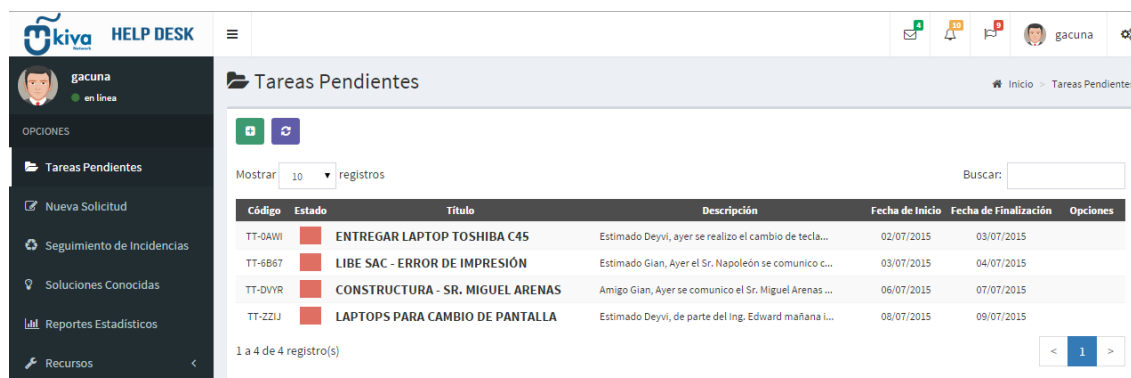 kiva
Network
HELP DESK
4
10
9
gacuna
gacuna
en línea
Tareas Pendientes
Inicio > Tareas Pendientes
OPCIONES
Tareas Pendientes
Nueva Solicitud
Seguimiento de Incidencias
Soluciones Conocidas
Reportes Estadísticos
Recursos <
Mostrar 10 registros
Buscar:
Código Estado Título Descripción Fecha de Inicio Fecha de Finalización Opciones
TT-0AWI ENTREGAR LAPTOP TOSHIBA C45 Estimado Deyvi, ayer se realizo el cambio de tecla... 02/07/2015 03/07/2015
TT-6B67 LIBE SAC - ERROR DE IMPRESIÓN Estimado Gian, Ayer el Sr. Napoleón se comunico c... 03/07/2015 04/07/2015
TT-DVYR CONSTRUCTURA - SR. MIGUEL ARENAS Amigo Gian, Ayer se comunico el Sr. Miguel Arenas ... 06/07/2015 07/07/2015
TT-ZZIJ LAPTOPS PARA CAMBIO DE PANTALLA Estimado Deyvi, de parte del Ing. Edward mañana i... 08/07/2015 09/07/2015
1 a 4 de 4 registro(s)
< 1 >